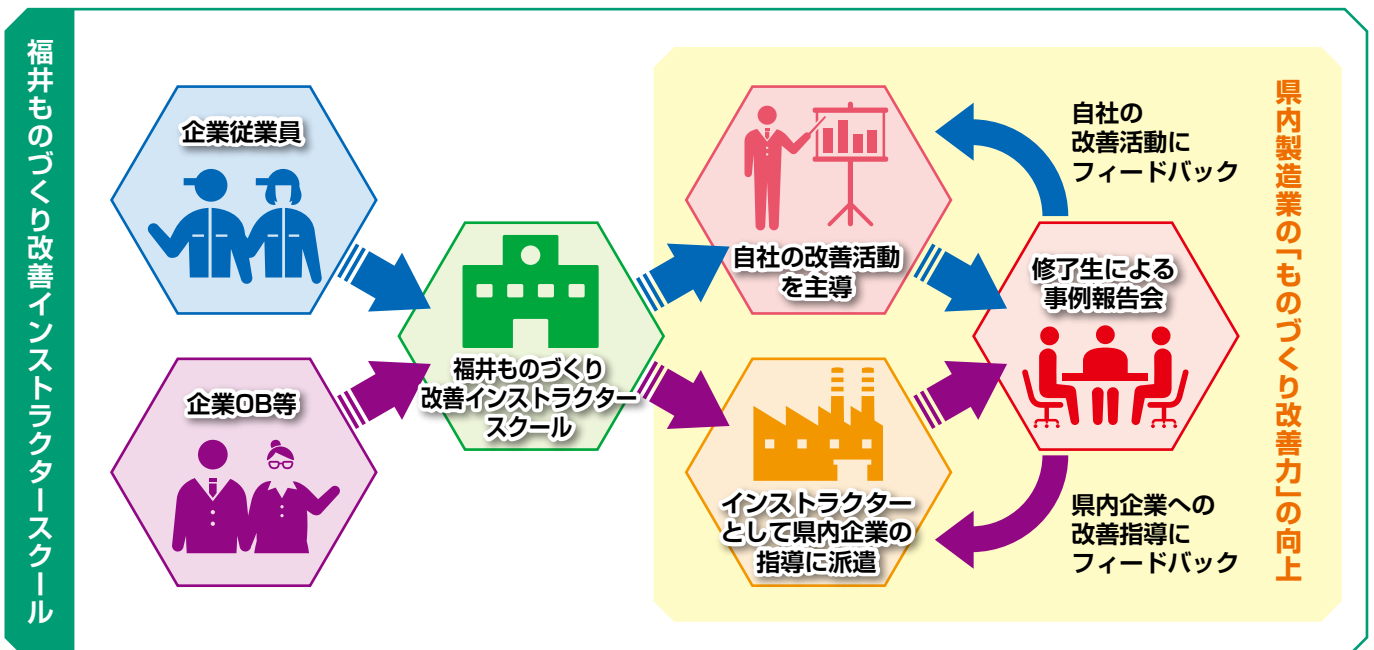 福井ものづくり改善インストラクタースクール
企業従業員
企業OB等
福井ものづくり
改善インストラクター
スクール
自社の改善活動
を主導
インストラクター
として県内企業の
指導に派遣
自社の
改善活動に
フィードバック
修了生による
事例報告会
県内企業への
改善指導に
フィードバック
県内製造業の「ものづくり改善力」の向上